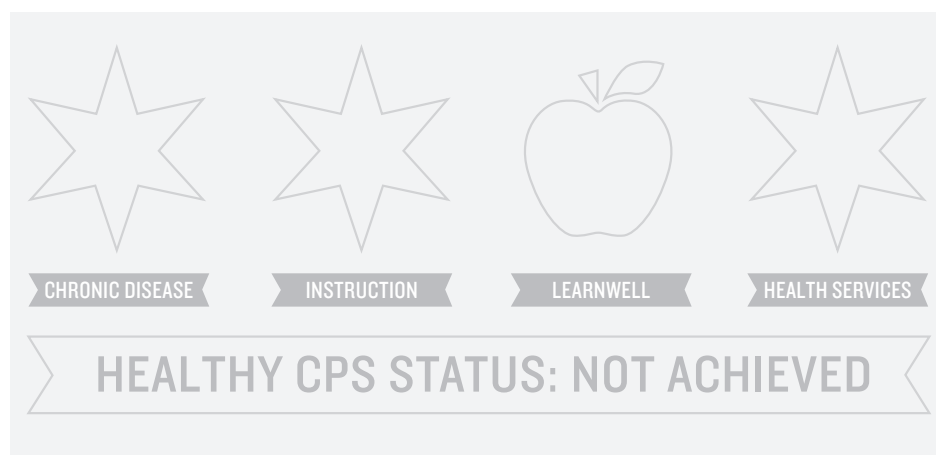 CHRONIC DISEASE
INSTRUCTION
LEARNWELL
HEALTH SERVICES
HEALTHY CPS STATUS: NOT ACHIEVED